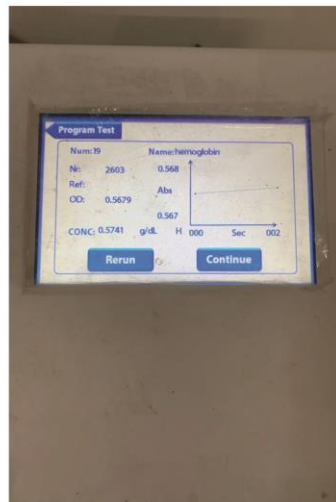 Program Test
Num:19 Name:hemoglobin
Nr: 2603 0.568
Ref: Abs
OD: 0.5679
0.567
CONC: 0.5741 g/dL H 000 Sec 002
Rerun Continue